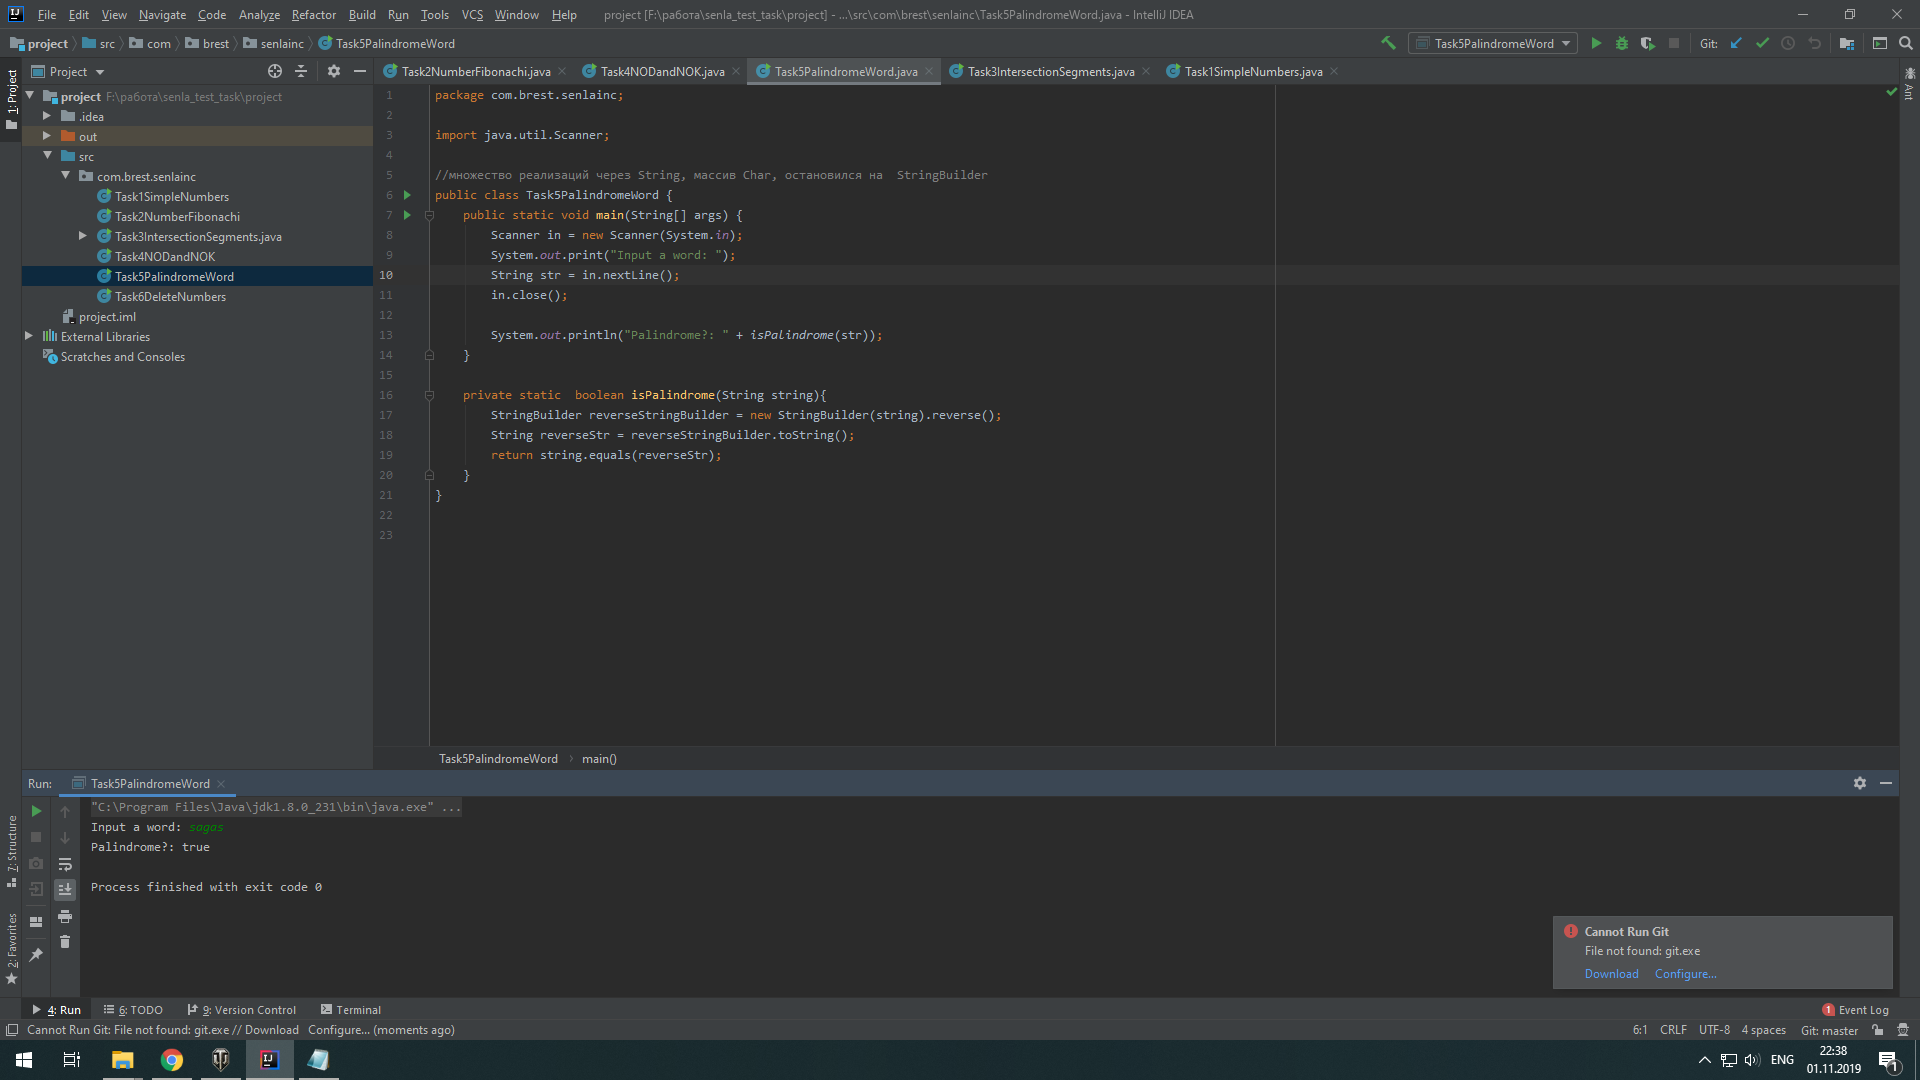 File Edit View Navigate Code Analyze Refactor Build Run Tools VCS Window Help project [F:\работа\senla_test_task\project] - ...\src\com\brest\senlainc\Task5PalindromeWord.java - IntelliJ IDEA
project src com brest senlainc Task5PalindromeWord
Task5PalindromeWord Git:
1: Project
Project
Task2NumberFibonachi.java Task4NODandNOK.java Task5PalindromeWord.java Task3IntersectionSegments.java Task1SimpleNumbers.java
Ant
project F:\работа\senla_test_task\project
.idea
out
src
com.brest.senlainc
Task1SimpleNumbers
Task2NumberFibonachi
Task3IntersectionSegments.java
Task4NODandNOK
Task5PalindromeWord
Task6DeleteNumbers
project.iml
External Libraries
Scratches and Consoles
1 package com.brest.senlainc;
2
3 import java.util.Scanner;
4
5 //множество реализаций через String, массив Char, остановился на  StringBuilder
6 public class Task5PalindromeWord {
7 public static void main(String[] args) {
8 Scanner in = new Scanner(System.in);
9 System.out.print("Input a word: ");
10 String str = in.nextLine();
11 in.close();
12
13 System.out.println("Palindrome?: " + isPalindrome(str));
14 }
15
16 private static  boolean isPalindrome(String string){
17 StringBuilder reverseStringBuilder = new StringBuilder(string).reverse();
18 String reverseStr = reverseStringBuilder.toString();
19 return string.equals(reverseStr);
20 }
21 }
22
23
Task5PalindromeWord main()
Run: Task5PalindromeWord
"C:\Program Files\Java\jdk1.8.0_231\bin\java.exe" ...
Input a word: sagas
Palindrome?: true
Process finished with exit code 0
7: Structure
2: Favorites
Cannot Run Git
File not found: git.exe
Download Configure...
4: Run 6: TODO 9: Version Control Terminal 1 Event Log
Cannot Run Git: File not found: git.exe // Download Configure... (moments ago) 6:1 CRLF UTF-8 4 spaces Git: master
ENG 22:38
01.11.2019
1